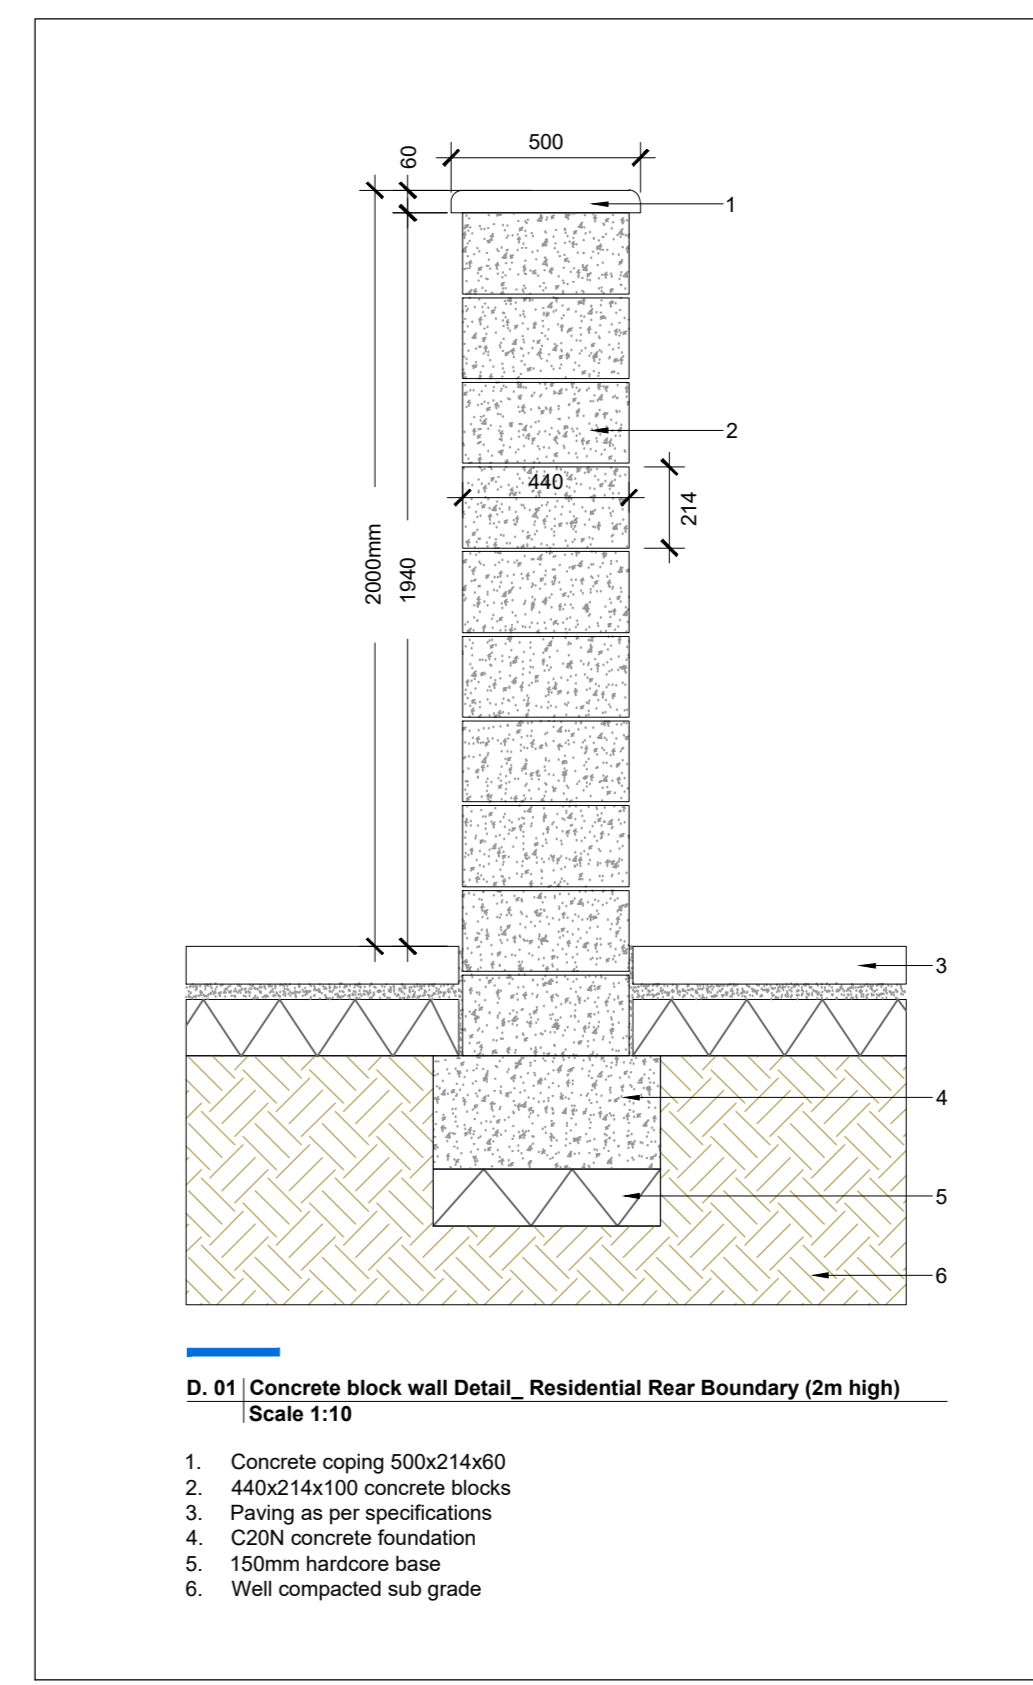 500
60
1
2
440
214
2000mm
1940
3
4
5
6
D. 01 Concrete block wall Detail_ Residential Rear Boundary (2m high)
Scale 1:10
1. Concrete coping 500x214x60
2. 440x214x100 concrete blocks
3. Paving as per specifications
4. C20N concrete foundation
5. 150mm hardcore base
6. Well compacted sub grade